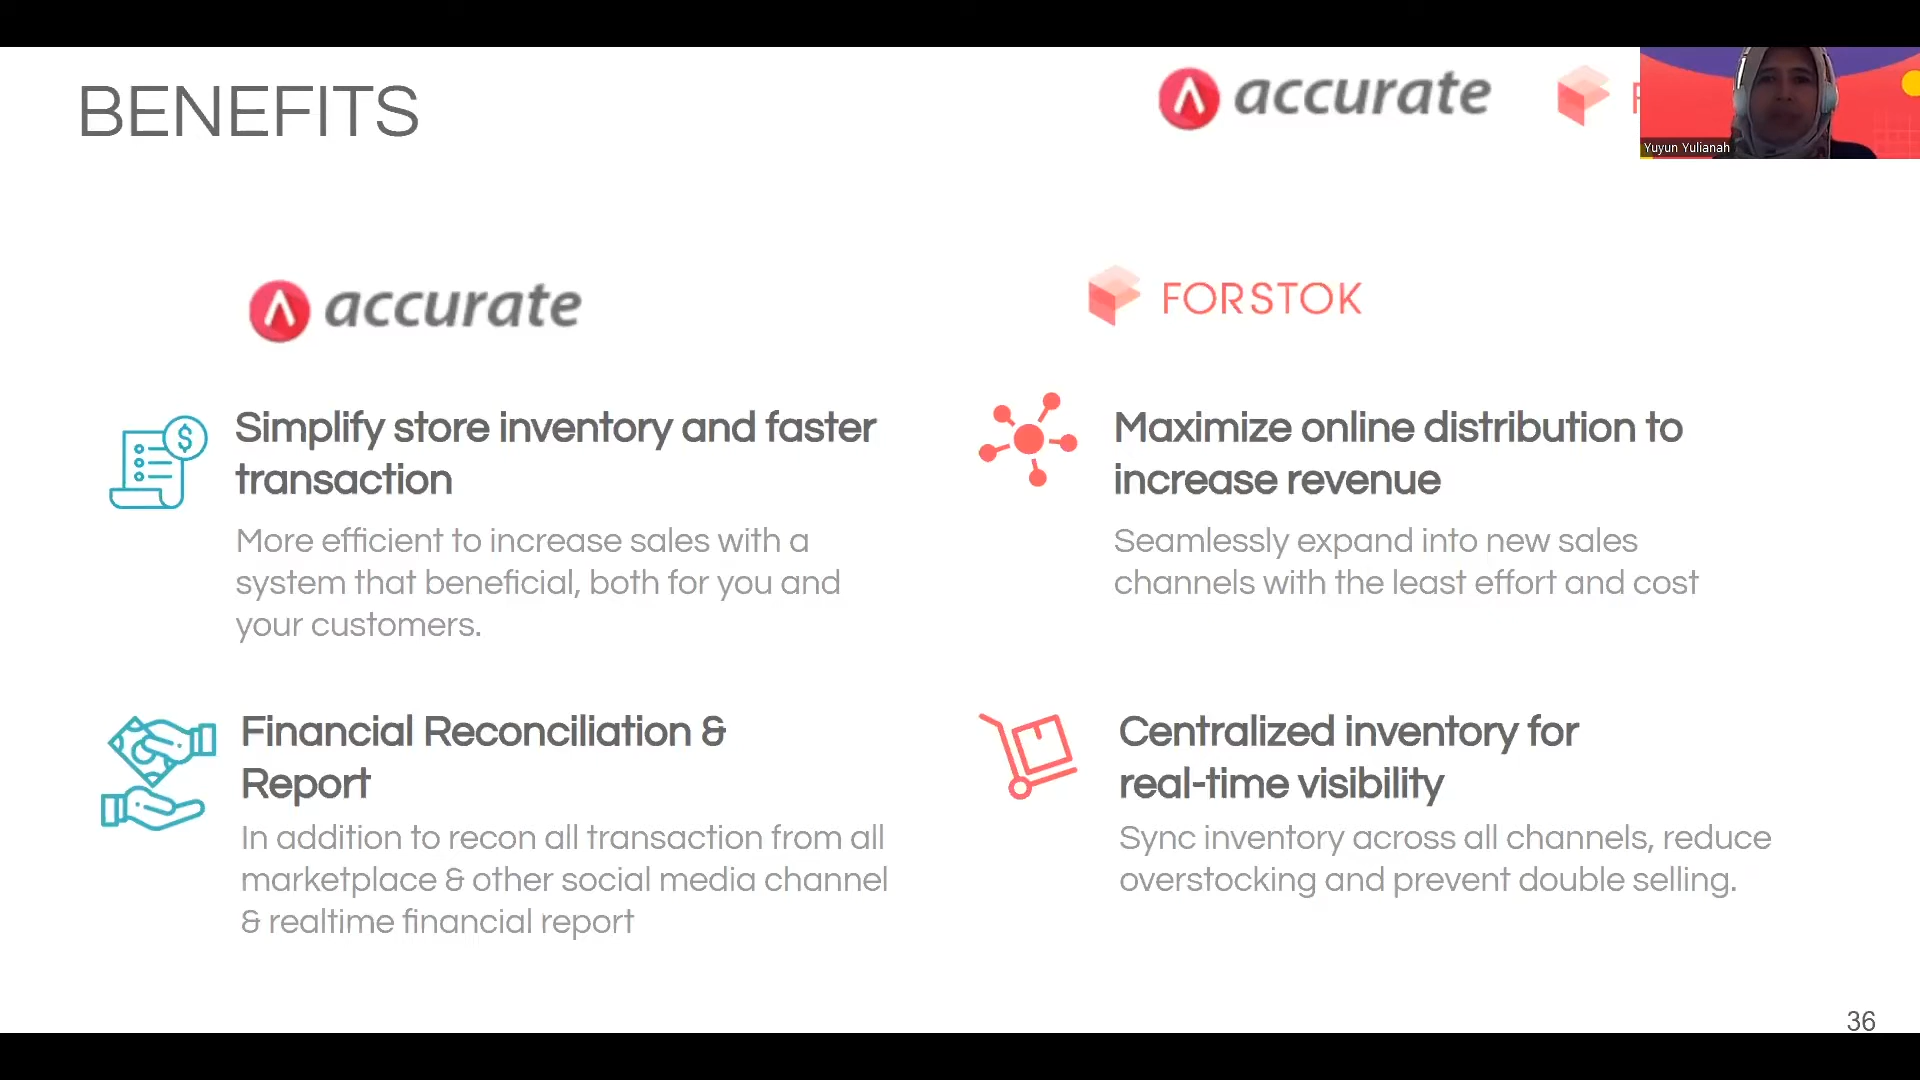 BENEFITS
accurate
Yuyun Yulianah
accurate
FORSTOK
Simplify store inventory and faster
transaction
More efficient to increase sales with a
system that beneficial, both for you and
your customers.
Maximize online distribution to
increase revenue
Seamlessly expand into new sales
channels with the least effort and cost
Financial Reconciliation &
Report
In addition to recon all transaction from all
marketplace & other social media channel
& realtime financial report
Centralized inventory for
real-time visibility
Sync inventory across all channels, reduce
overstocking and prevent double selling.
36